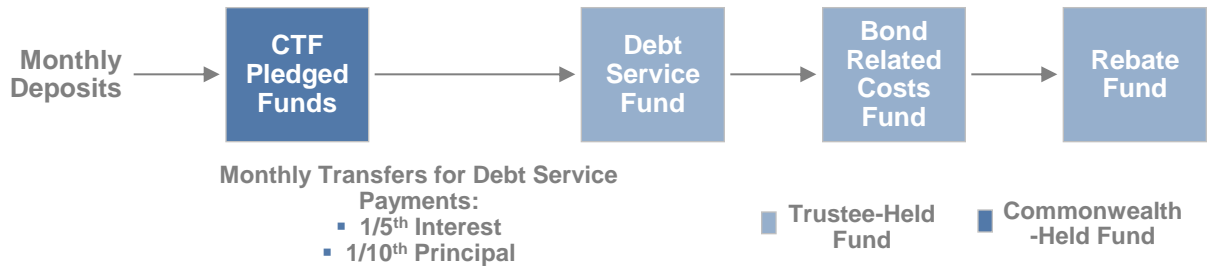 Monthly
Deposits
CTF
Pledged
Funds
Debt
Service
Fund
Bond
Related
Costs
Fund
Rebate
Fund
Monthly Transfers for Debt Service
Payments:
▪ 1/5th Interest
▪ 1/10th Principal
Trustee-Held
Fund
Commonwealth
-Held Fund